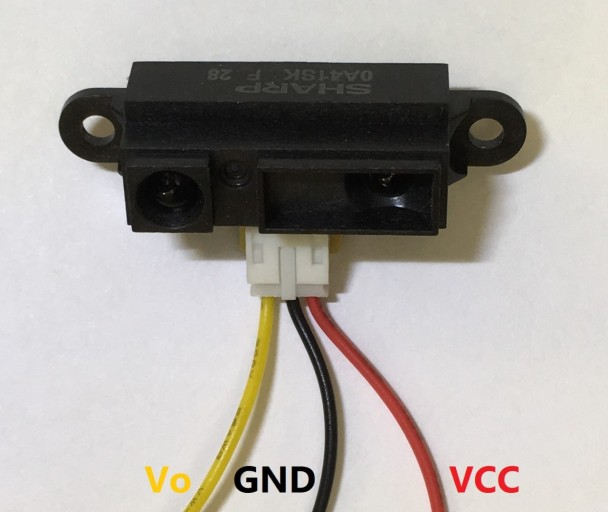 SHARP
0A41SK F 28
Vo GND VCC